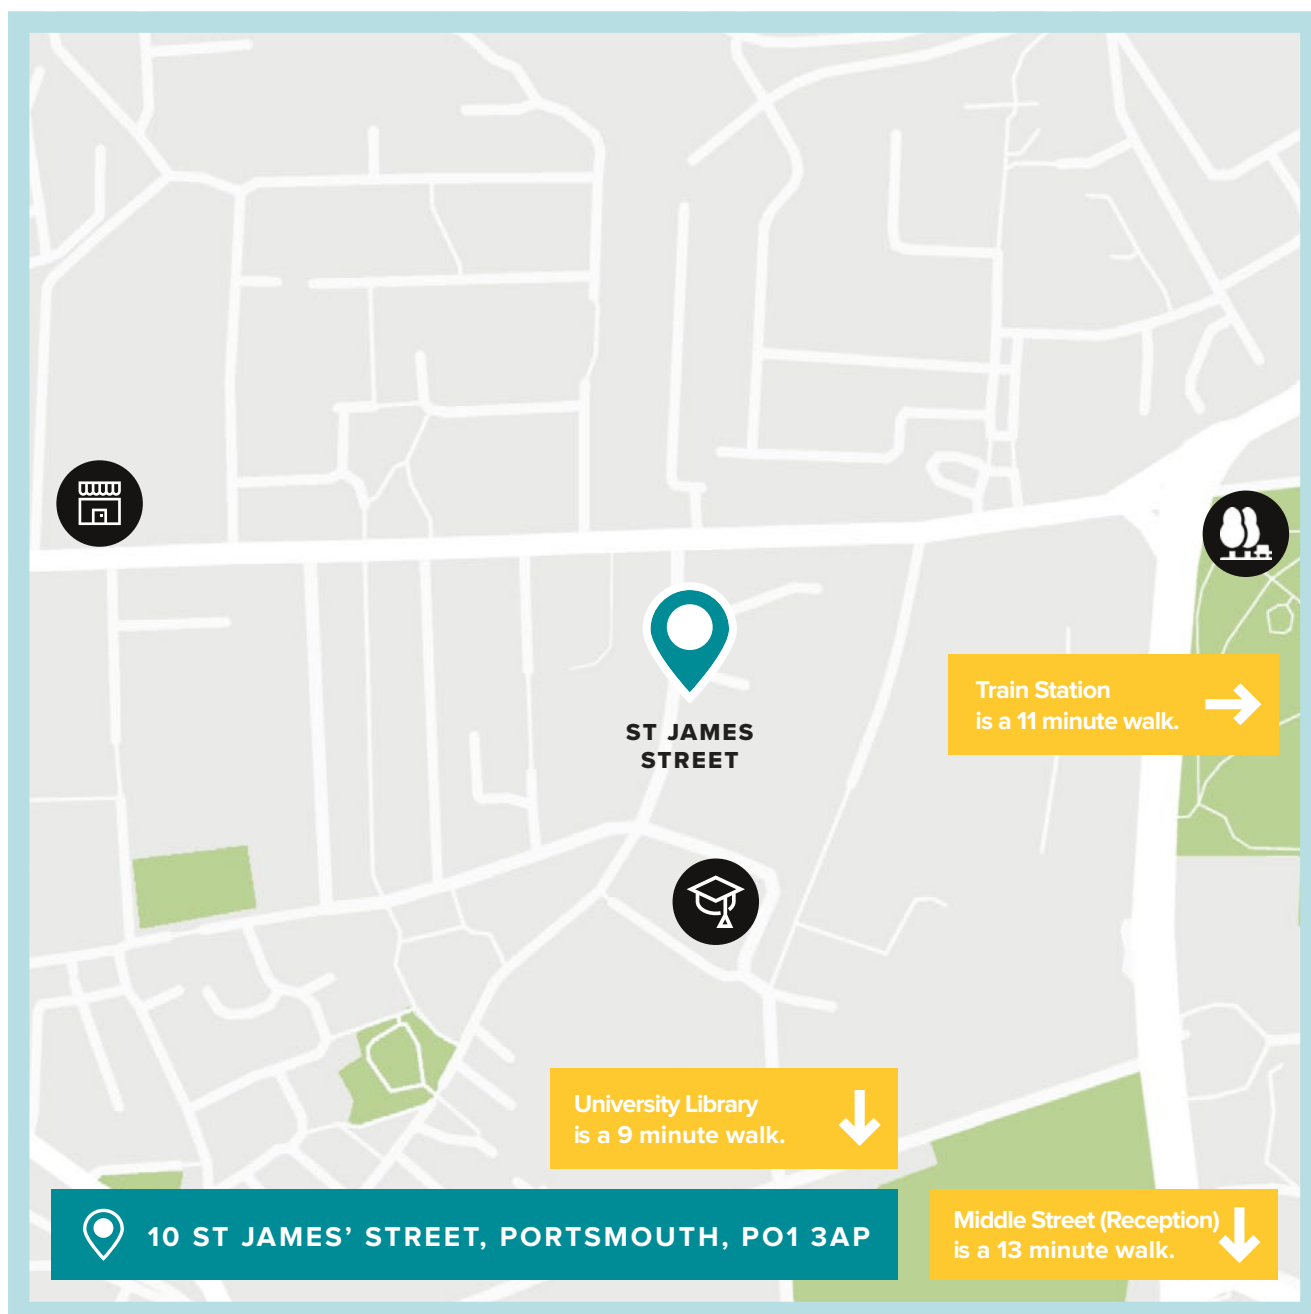 ST JAMES
STREET
Train Station
is a 11 minute walk.
University Library
is a 9 minute walk.
10 ST JAMES’ STREET, PORTSMOUTH, PO1 3AP
Middle Street (Reception)
is a 13 minute walk.